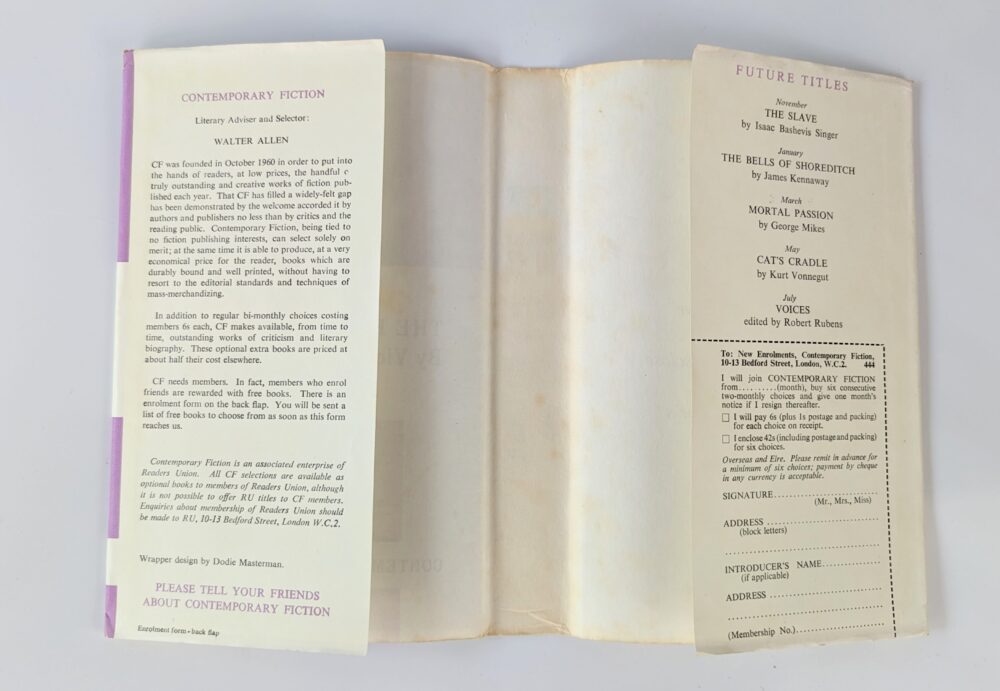 CONTEMPORARY FICTION
Literary Adviser and Selector:
WALTER ALLEN
CF was founded in October 1960 in order to put into
the hands of readers, at low prices, the handful o
truly outstanding and creative works of fiction pub-
lished each year. That CF has filled a widely-felt gap
has been demonstrated by the welcome accorded it by
authors and publishers no less than by critics and the
reading public. Contemporary Fiction, being tied to
no fiction publishing interests, can select solely on
merit; at the same time it is able to produce, at a very
economical price for the reader, books which are
durably bound and well printed, without having to
resort to the editorial standards and techniques of
mass-merchandizing.
In addition to regular bi-monthly choices costing
members 6s each, CF makes available, from time to
time, outstanding works of criticism and literary
biography. These optional extra books are priced at
about half their cost elsewhere.
CF needs members. In fact, members who enrol
friends are rewarded with free books. There is an
enrolment form on the back flap. You will be sent a
list of free books to choose from as soon as this form
reaches us.
Contemporary Fiction is an associated enterprise of
Readers Union. All CF selections are available as
optional books to members of Readers Union, although
it is not possible to offer RU titles to CF members.
Enquiries about membership of Readers Union should
be made to RU, 10-13 Bedford Street, London W.C.2.
Wrapper design by Dodie Masterman.
PLEASE TELL YOUR FRIENDS
ABOUT CONTEMPORARY FICTION
Enrolment form-back flap
FUTURE TITLES
November
THE SLAVE
by Isaac Bashevis Singer
January
THE BELLS OF SHOREDITCH
by James Kennaway
March
MORTAL PASSION
by George Mikes
May
CAT'S CRADLE
by Kurt Vonnegut
July
VOICES
edited by Robert Rubens
To: New Enrolments, Contemporary Fiction,
10-13 Bedford Street, London, W.C.2. 444
I will join CONTEMPORARY FICTION
from..........(month), buy six consecutive
two-monthly choices and give one month's
notice if I resign thereafter.
I will pay 6s (plus 1s postage and packing)
for each choice on receipt.
I enclose 42s (including postage and packing)
for six choices.
Overseas and Eire. Please remit in advance for
a minimum of six choices; payment by cheque
in any currency is acceptable.
SIGNATURE..........................
(Mr., Mrs., Miss)
ADDRESS ............................
(block letters)
INTRODUCER'S NAME...............
(if applicable)
ADDRESS ............................
(Membership No.)......................